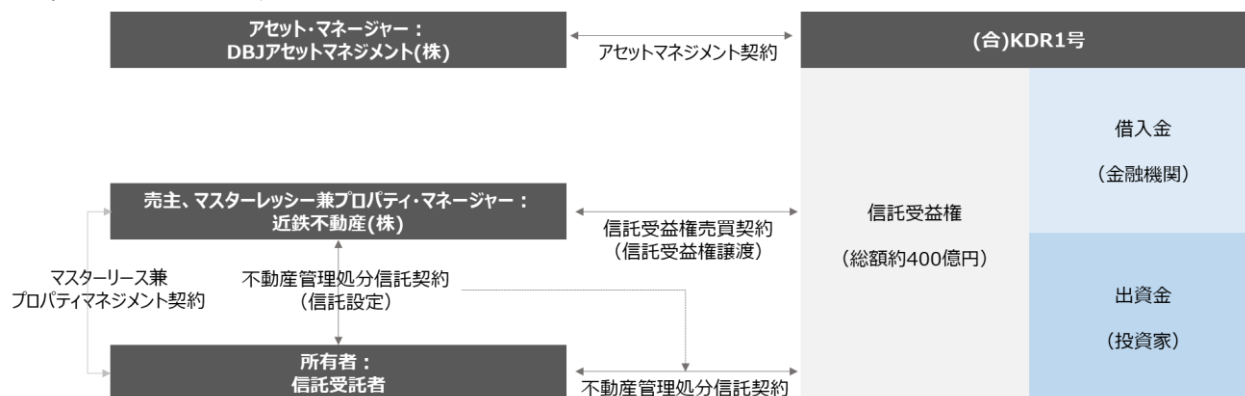 アセット・マネージャー：
DBJアセットマネジメント(株)
アセットマネジメント契約
(合)KDR1号
借入金
（金融機関）
売主、マスターレッシー兼プロパティ・マネージャー：
近鉄不動産(株)
信託受益権売買契約
（信託受益権譲渡）
信託受益権
（総額約400億円）
マスターリース兼
プロパティマネジメント契約
不動産管理処分信託契約
（信託設定）
出資金
（投資家）
所有者：
信託受託者
不動産管理処分信託契約